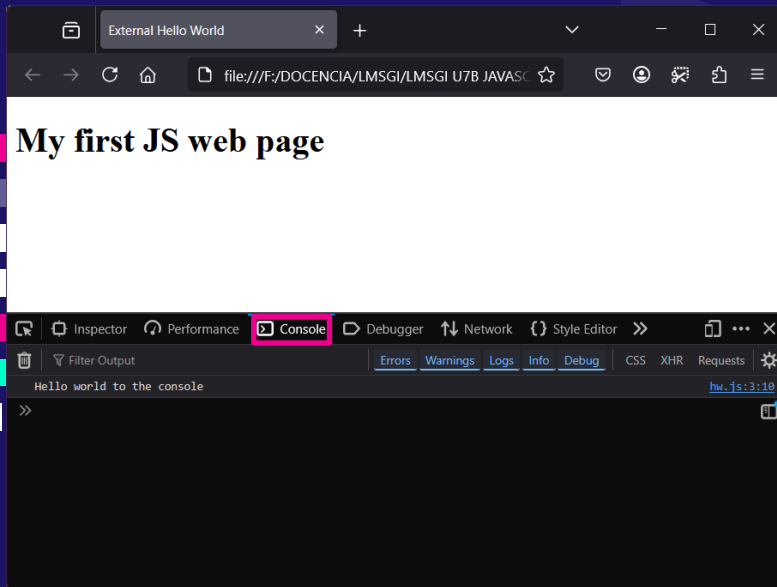 External Hello World
file:///F:/DOCENCIA/LMSGI/LMSGI U7B JAVASC
My first JS web page
Inspector Performance Console Debugger Network Style Editor
Filter Output Errors Warnings Logs Info Debug CSS XHR Requests
Hello world to the console hw.js:3:10